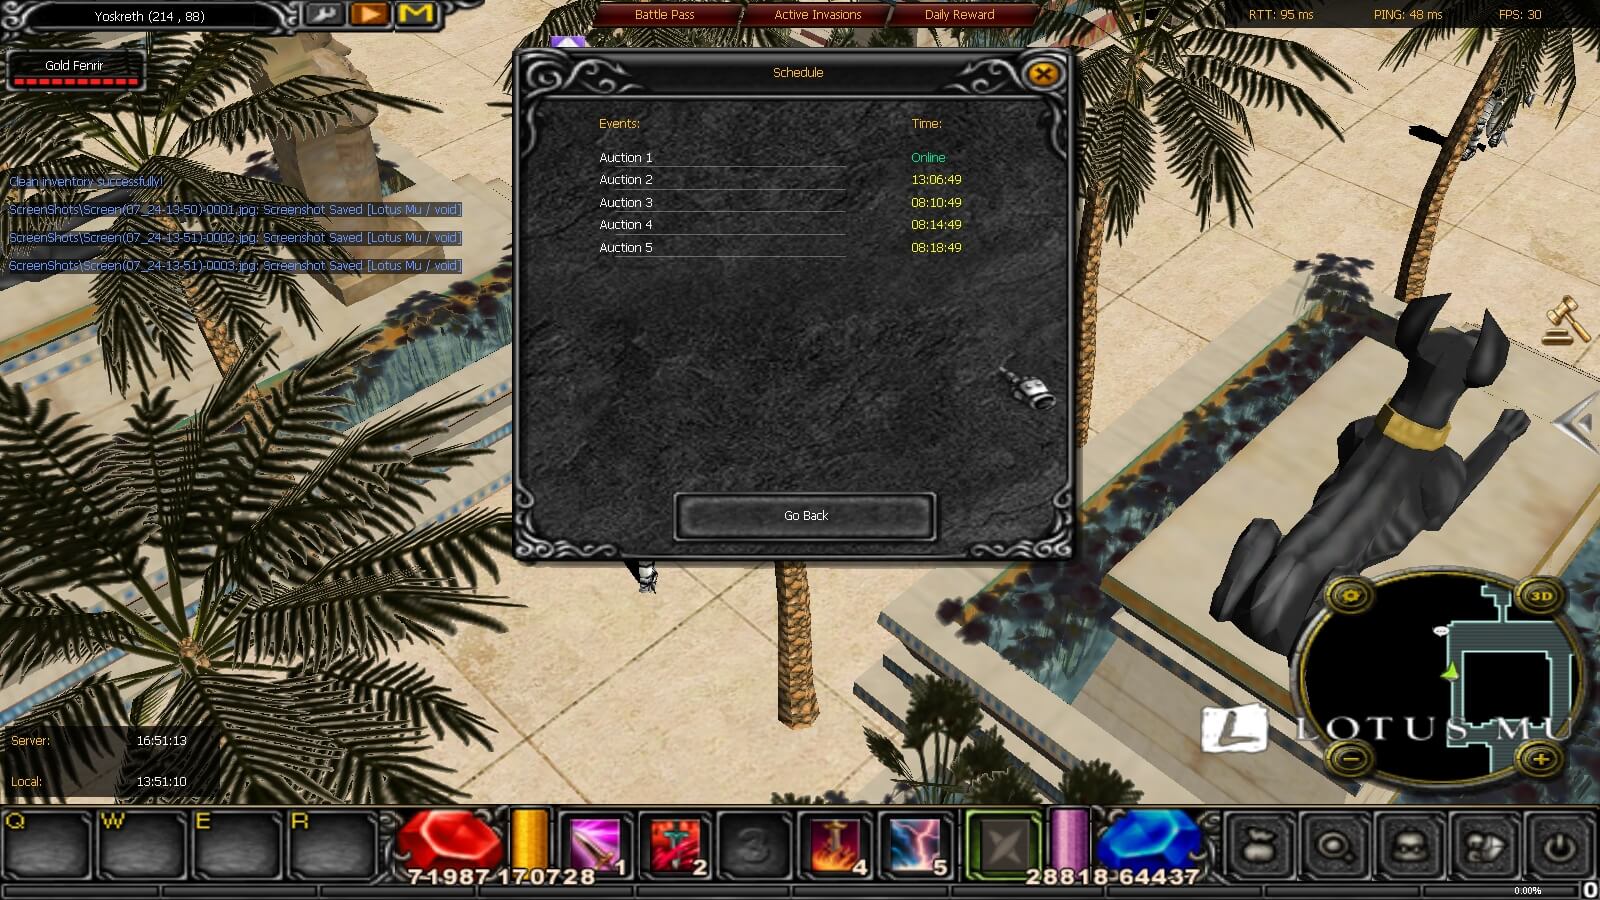 Yoskreth (214 , 88)
M
Battle Pass
Active Invasions
Daily Reward
RTT: 95 ms
PING: 48 ms
FPS: 30
Gold Fenrir
Schedule
Events:
Time:
Auction 1
Online
Auction 2
13:06:49
Auction 3
08:10:49
Auction 4
08:14:49
Auction 5
08:18:49
Clean inventory successfully!
ScreenShots\Screen(07_24-13-50)-0001.jpg: Screenshot Saved [Lotus Mu / void]
ScreenShots\Screen(07_24-13-51)-0002.jpg: Screenshot Saved [Lotus Mu / void]
ScreenShots\Screen(07_24-13-51)-0003.jpg: Screenshot Saved [Lotus Mu / void]
Go Back
3D
L LOTUS MU
Server: 16:51:13
Local: 13:51:10
Q
W
E
R
1
2
3
4
5
71987 170728
28818 64437
0.00%
0